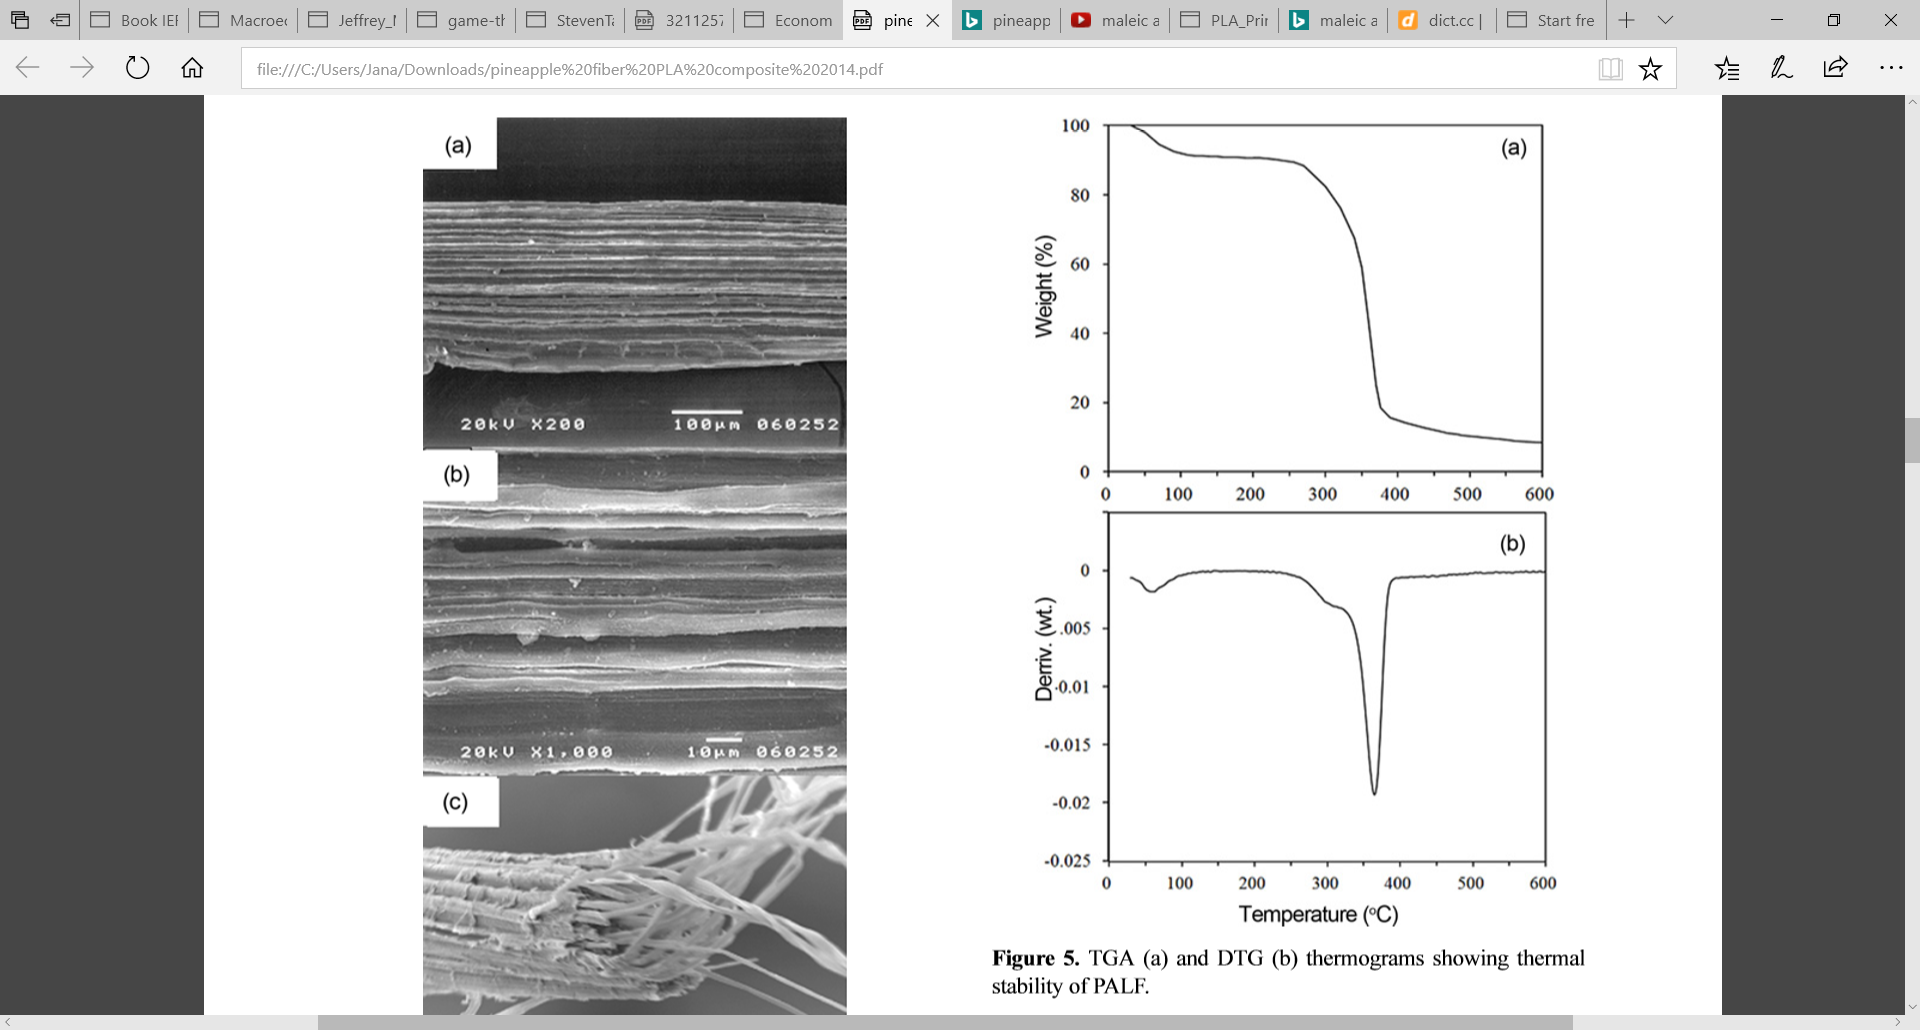 Book IEI
Macroec
Jeffrey_I
game-th
StevenTa
3211257
Econom
pine
pineapp
maleic a
PLA_Prir
maleic a
dict.cc |
Start fre
file:///C:/Users/Jana/Downloads/pineapple%20fiber%20PLA%20composite%202014.pdf
(a)
20kV X200 100µm 060252
(b)
20kV X1,000 10µm 060252
(c)
(a)
Weight (%)
100
80
60
40
20
0
0 100 200 300 400 500 600
(b)
Derriv. (wt.)
0
.005
-0.01
-0.015
-0.02
-0.025
0 100 200 300 400 500 600
Temperature (°C)
Figure 5. TGA (a) and DTG (b) thermograms showing thermal
stability of PALF.